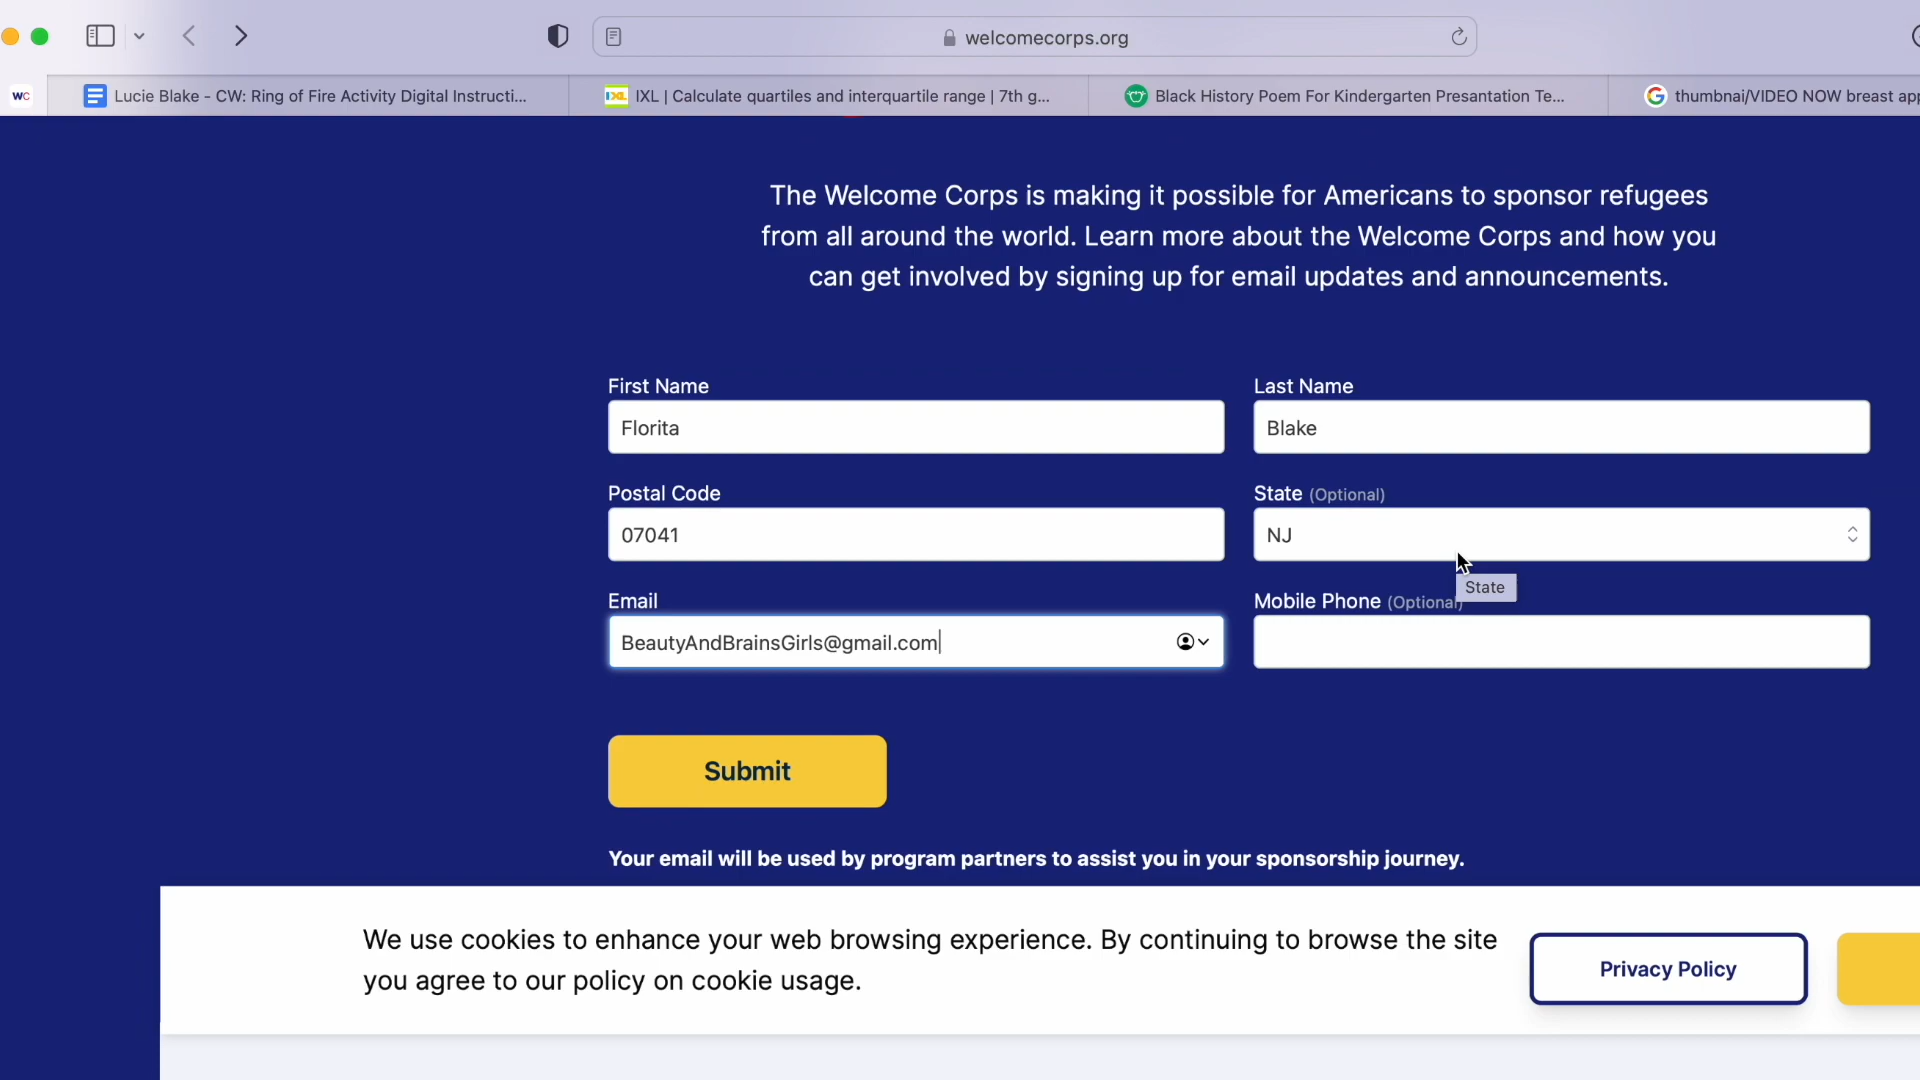 welcomecorps.org
WC
Lucie Blake - CW: Ring of Fire Activity Digital Instructi...
IXL | Calculate quartiles and interquartile range | 7th g...
Black History Poem For Kindergarten Presantation Te...
thumbnai/VIDEO NOW breast app
The Welcome Corps is making it possible for Americans to sponsor refugees
from all around the world. Learn more about the Welcome Corps and how you
can get involved by signing up for email updates and announcements.
First Name
Last Name
Florita
Blake
Postal Code
State (Optional)
07041
NJ
State
Email
Mobile Phone (Optional)
BeautyAndBrainsGirls@gmail.com
Submit
Your email will be used by program partners to assist you in your sponsorship journey.
We use cookies to enhance your web browsing experience. By continuing to browse the site
you agree to our policy on cookie usage.
Privacy Policy